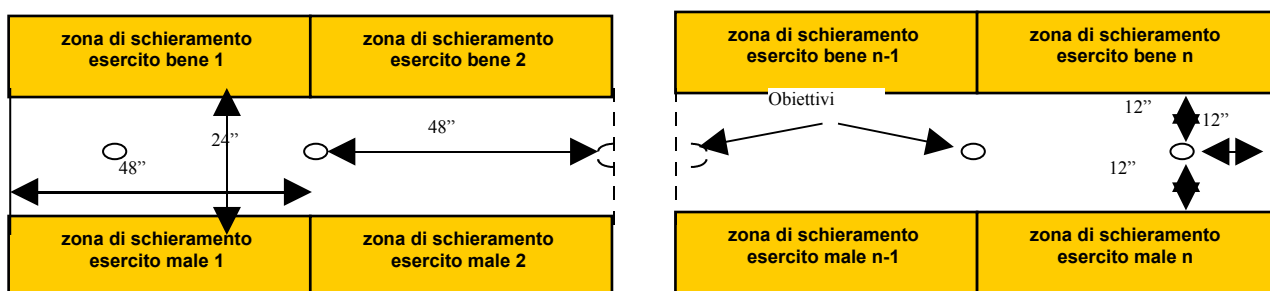 zona di schieramento
esercito bene 1
zona di schieramento
esercito bene 2
zona di schieramento
esercito bene n-1
zona di schieramento
esercito bene n
Obiettivi
12”
12”
24”
48”
48”
12”
zona di schieramento
esercito male 1
zona di schieramento
esercito male 2
zona di schieramento
esercito male n-1
zona di schieramento
esercito male n